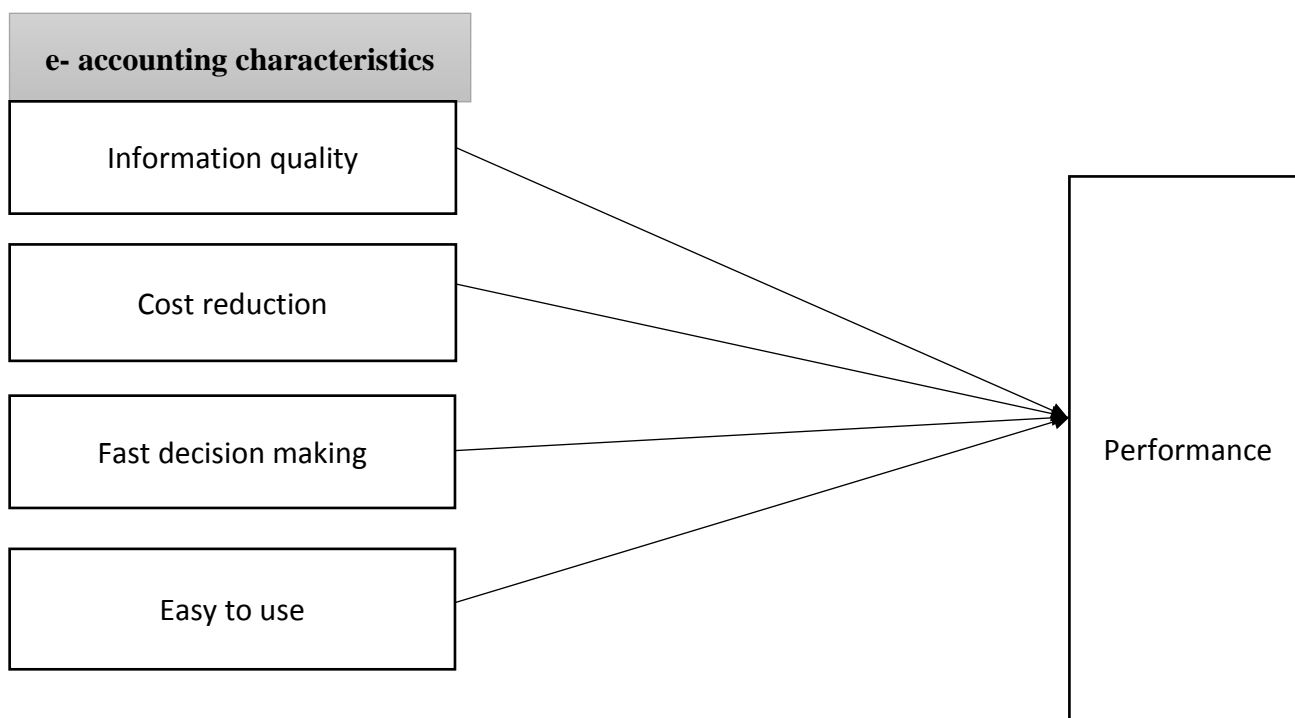 e- accounting characteristics
Information quality
Cost reduction
Fast decision making
Performance
Easy to use